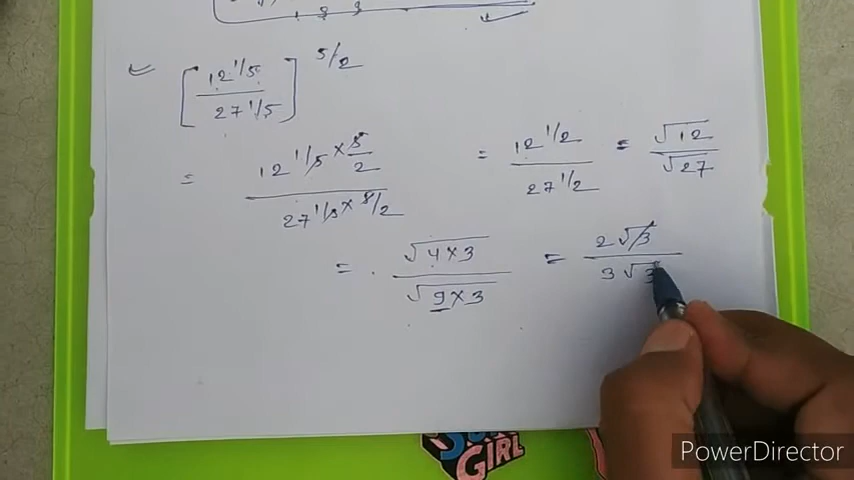 [12^1/5 / 27^1/5]^5/2
= 12^1/5 × 5/2 / 27^1/5 × 5/2 = 12^1/2 / 27^1/2 = √12 / √27
= √4×3 / √9×3 = 2√3 / 3√3
GIRL
PowerDirector